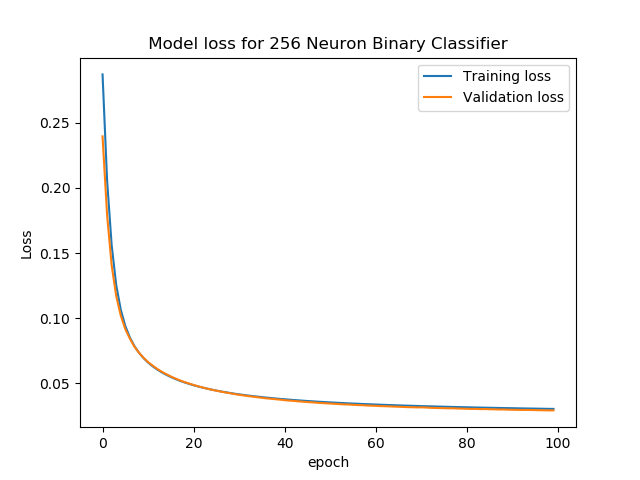 Model loss for 256 Neuron Binary Classifier
Training loss
Validation loss
0.25
0.20
0.15
0.10
0.05
Loss
0 20 40 60 80 100
epoch